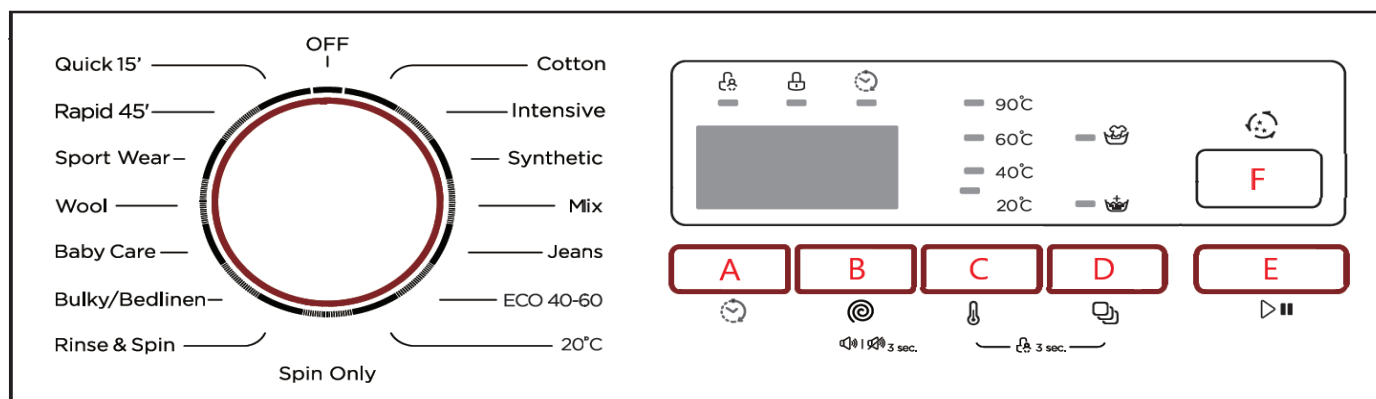 OFF
Quick 15'
Cotton
Rapid 45'
Intensive
Sport Wear
Synthetic
Wool
Mix
Baby Care
Jeans
Bulky/Bedlinen
ECO 40-60
Rinse & Spin
20°C
Spin Only
90°C
60°C
40°C
20°C
F
A
B
C
D
E
3 sec.
3 sec.